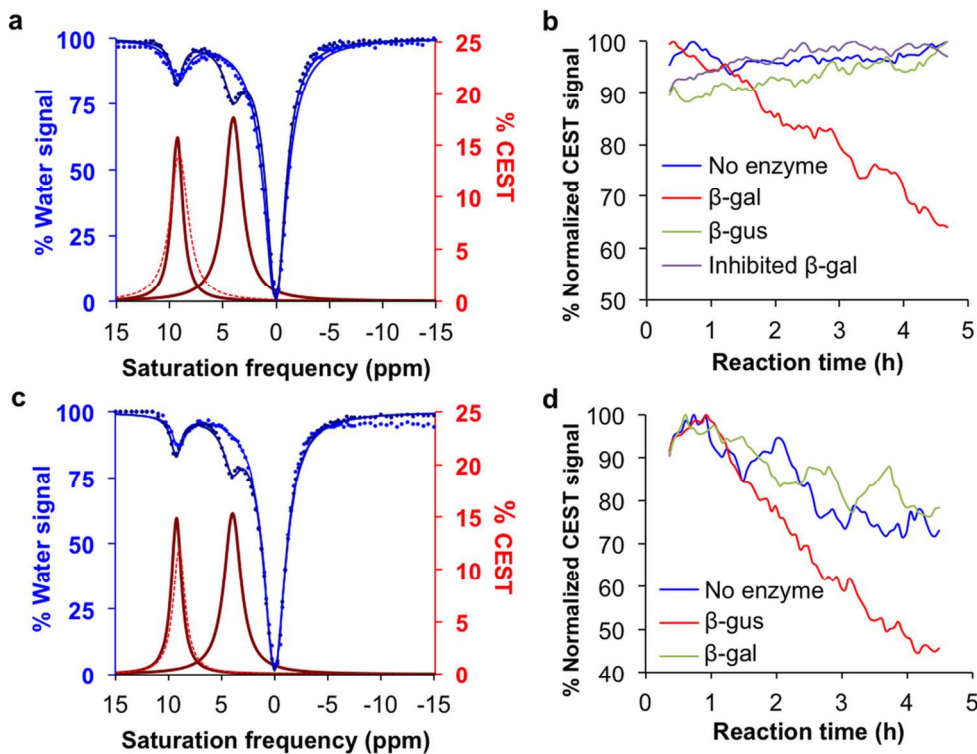 a
100
75
50
25
0
% Water signal
25
20
15
10
5
0
% CEST
15 10 5 0 -5 -10 -15
Saturation frequency (ppm)
b
100
90
80
70
60
50
% Normalized CEST signal
No enzyme
β-gal
β-gus
Inhibited β-gal
0 1 2 3 4 5
Reaction time (h)
c
100
75
50
25
0
% Water signal
25
20
15
10
5
0
% CEST
15 10 5 0 -5 -10 -15
Saturation frequency (ppm)
d
100
90
80
70
60
50
40
% Normalized CEST signal
No enzyme
β-gus
β-gal
0 1 2 3 4 5
Reaction time (h)